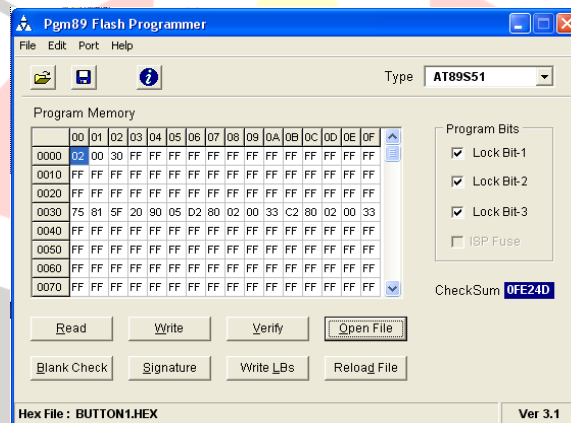 Pgm89 Flash Programmer
File Edit Port Help
Type AT89S51
Program Memory
00 01 02 03 04 05 06 07 08 09 0A 0B 0C 0D 0E 0F
0000 02 00 30 FF FF FF FF FF FF FF FF FF FF FF FF FF
0010 FF FF FF FF FF FF FF FF FF FF FF FF FF FF FF FF
0020 FF FF FF FF FF FF FF FF FF FF FF FF FF FF FF FF
0030 75 81 5F 20 90 05 D2 80 02 00 33 C2 80 02 00 33
0040 FF FF FF FF FF FF FF FF FF FF FF FF FF FF FF FF
0050 FF FF FF FF FF FF FF FF FF FF FF FF FF FF FF FF
0060 FF FF FF FF FF FF FF FF FF FF FF FF FF FF FF FF
0070 FF FF FF FF FF FF FF FF FF FF FF FF FF FF FF FF
Program Bits
Lock Bit-1
Lock Bit-2
Lock Bit-3
ISP Fuse
CheckSum 0FE24D
Read Write Verify Open File
Blank Check Signature Write LBs Reload File
Hex File : BUTTON1.HEX Ver 3.1